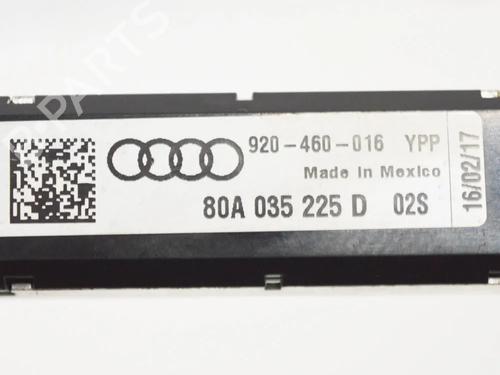 920-460-016 YPP
Made In Mexico
80A 035 225 D 02S
16/02/17